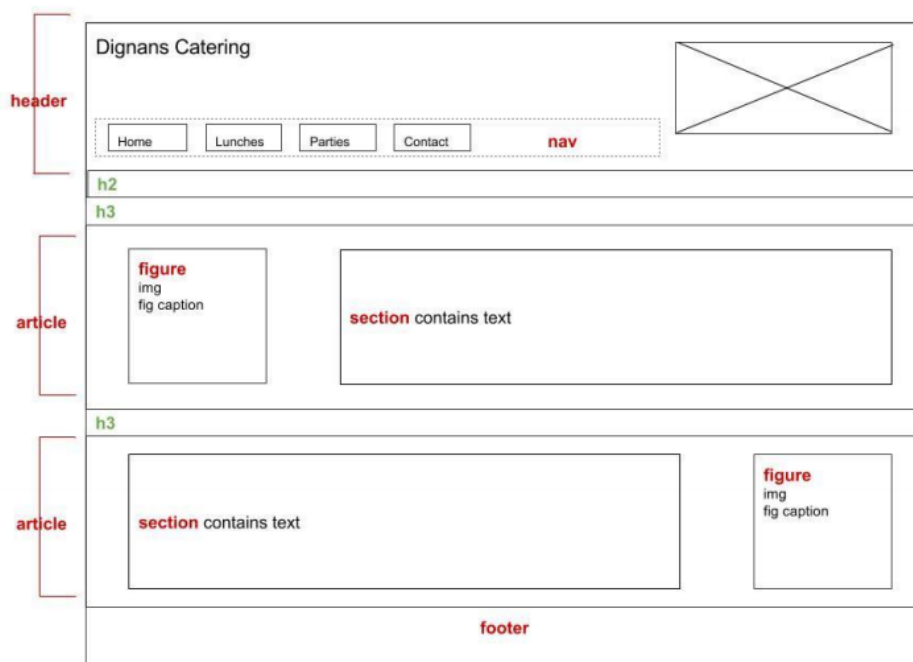 Dignans Catering
header
Home
Lunches
Parties
Contact
nav
h2
h3
article
figure
img
fig caption
section contains text
h3
article
section contains text
figure
img
fig caption
footer